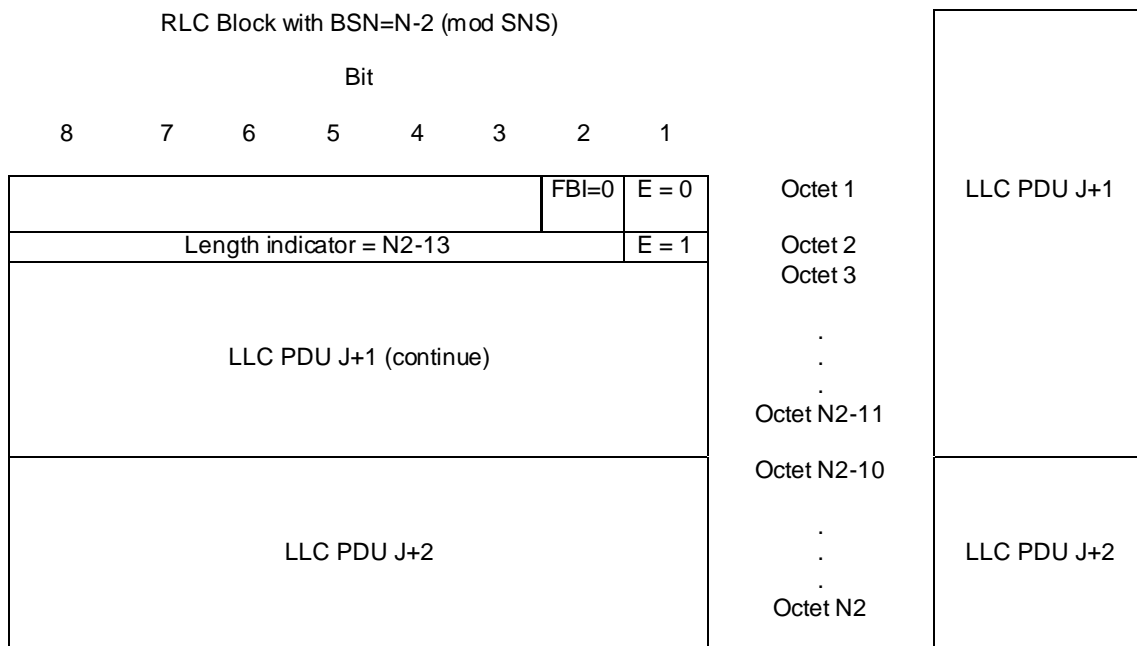 RLC Block with BSN=N-2 (mod SNS)
Bit
8 7 6 5 4 3 2 1
FBI=0 E = 0 Octet 1 LLC PDU J+1
Length indicator = N2-13 E = 1 Octet 2
Octet 3
.
LLC PDU J+1 (continue) .
.
Octet N2-11
Octet N2-10
.
LLC PDU J+2 . LLC PDU J+2
.
Octet N2